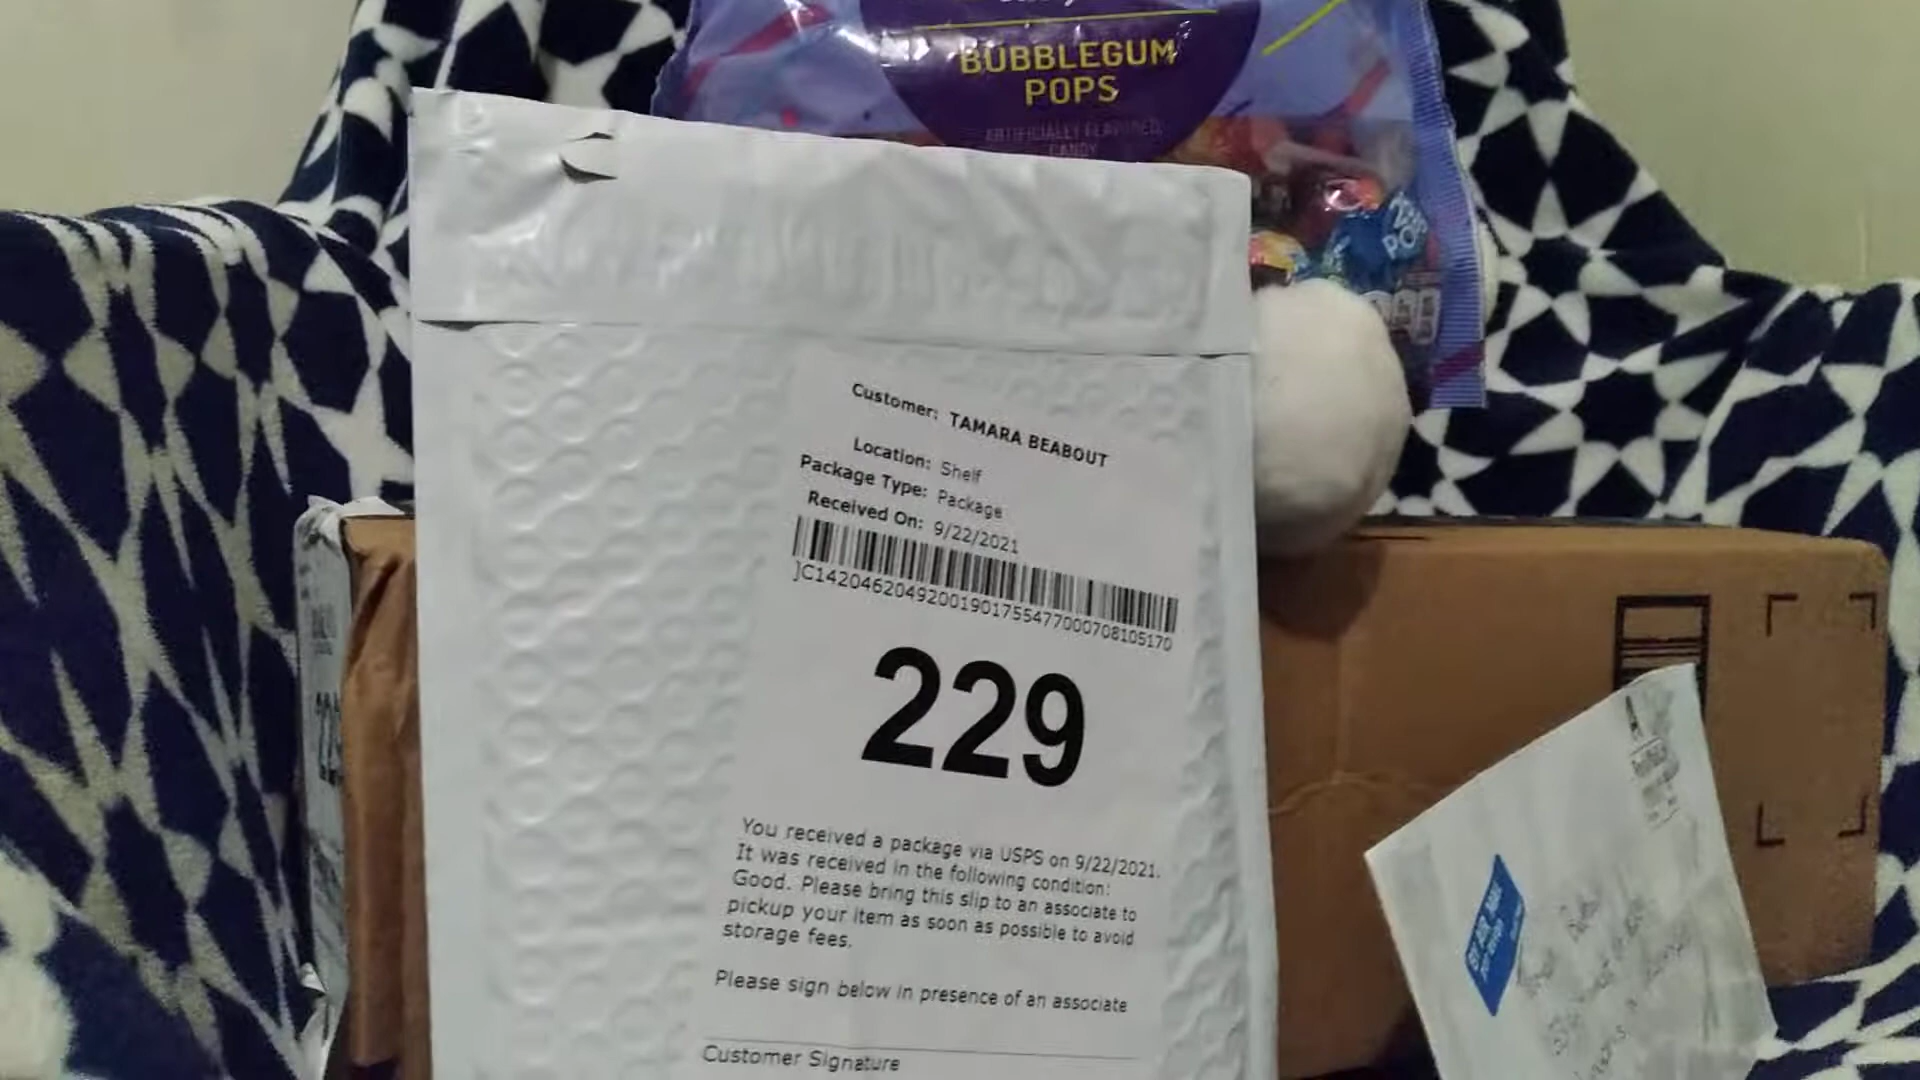 BUBBLEGUM
POPS
ARTIFICIALLY FLAVORED
CANDY
Customer: TAMARA BEABOUT
Location: Shelf
Package Type: Package
Received On: 9/22/2021
JC14204620492001901755477000708105170
229
You received a package via USPS on 9/22/2021.
It was received in the following condition:
Good. Please bring this slip to an associate to
pickup your item as soon as possible to avoid
storage fees.
Please sign below in presence of an associate
Customer Signature